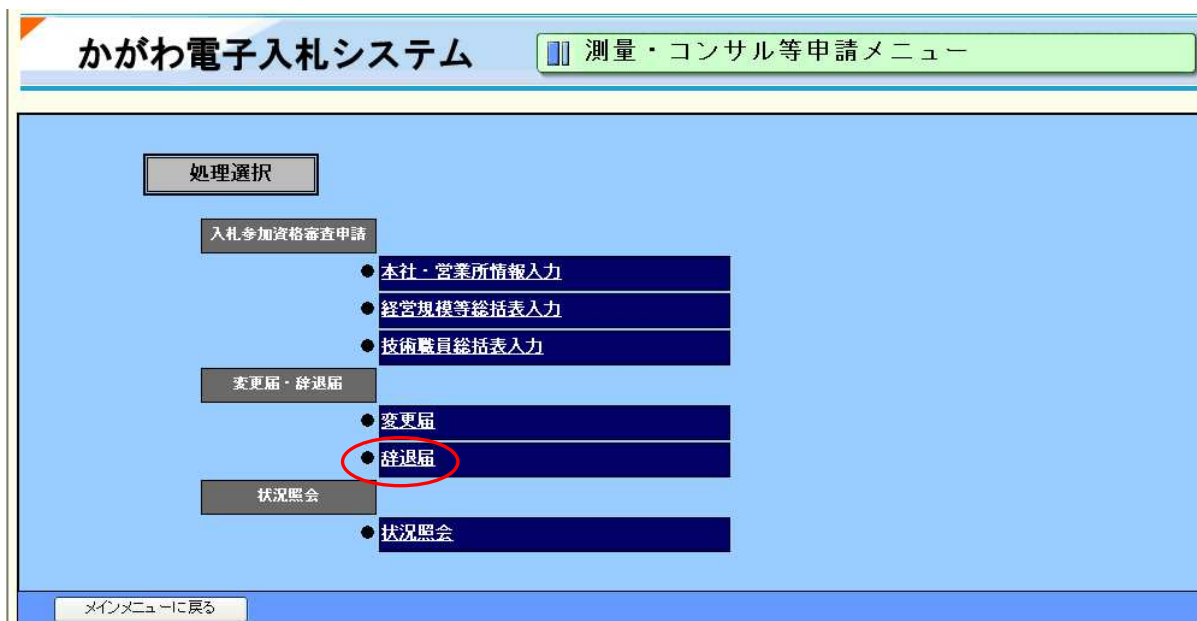 かがわ電子入札システム
測量・コンサル等申請メニュー
処理選択
入札参加資格審査申請
● 本社・営業所情報入力
● 経営規模等総括表入力
● 技術職員総括表入力
変更届・辞退届
● 変更届
● 辞退届
状況照会
● 状況照会
メインメニューに戻る